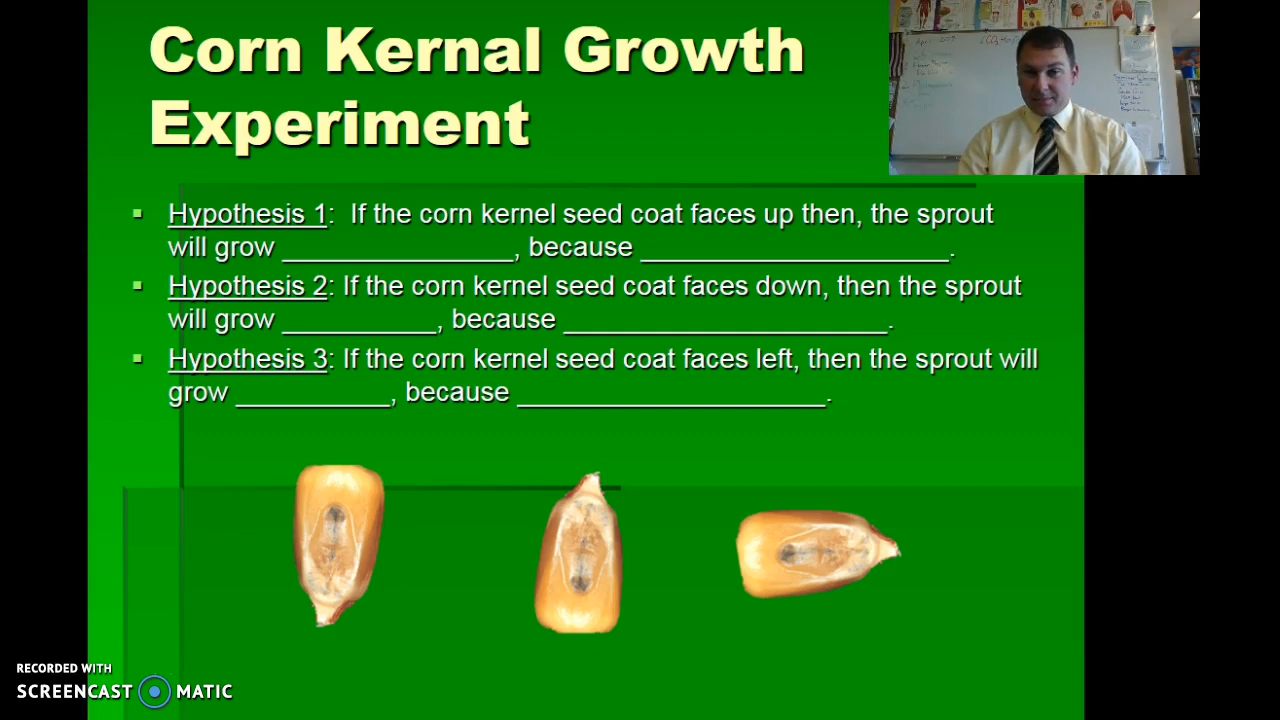 Corn Kernal Growth
Experiment
▪ Hypothesis 1:  If the corn kernel seed coat faces up then, the sprout
will grow _______________, because ____________________.
▪ Hypothesis 2: If the corn kernel seed coat faces down, then the sprout
will grow __________, because _____________________.
▪ Hypothesis 3: If the corn kernel seed coat faces left, then the sprout will
grow __________, because ____________________.
RECORDED WITH
SCREENCAST MATIC